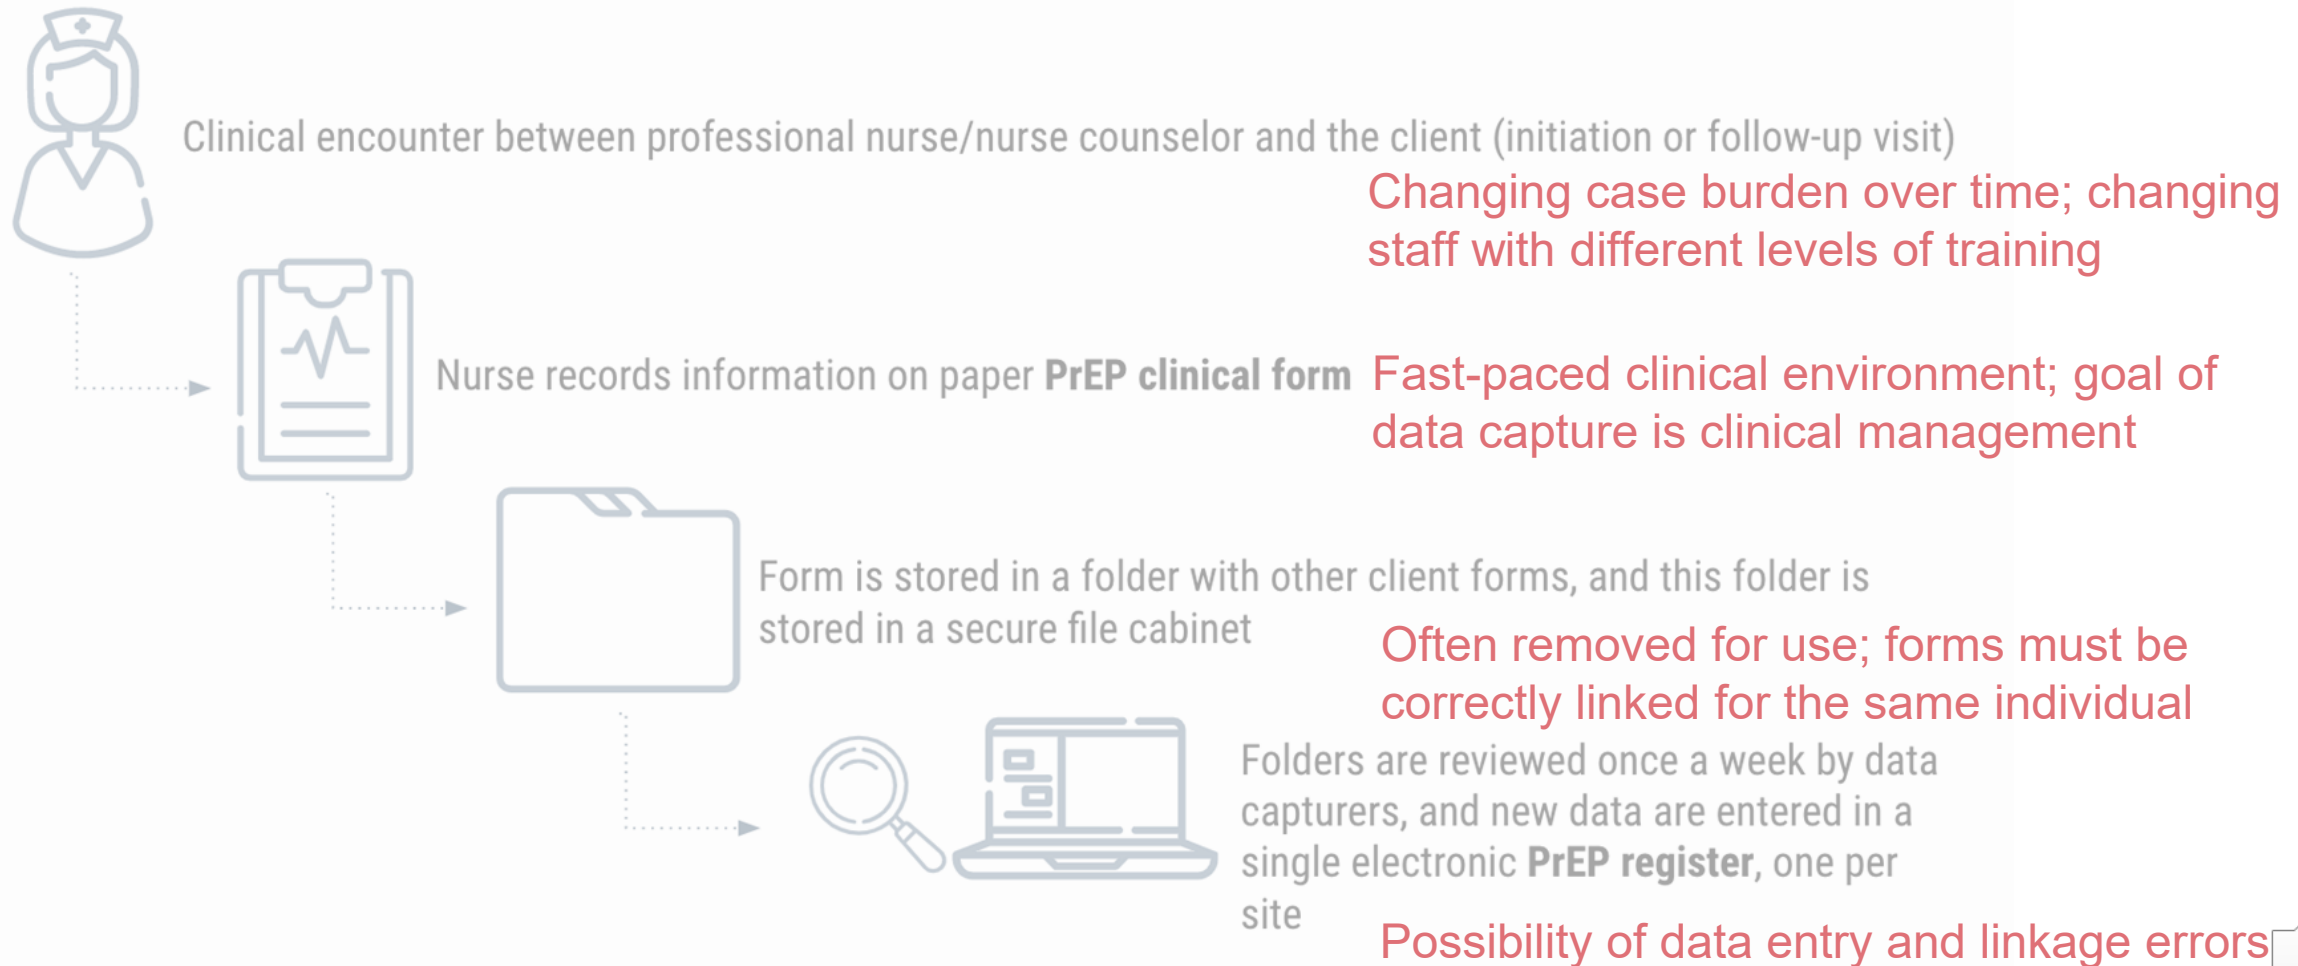 Clinical encounter between professional nurse/nurse counselor and the client (initiation or follow-up visit)
Changing case burden over time; changing
staff with different levels of training
Nurse records information on paper PrEP clinical form
Fast-paced clinical environment; goal of
data capture is clinical management
Form is stored in a folder with other client forms, and this folder is
stored in a secure file cabinet
Often removed for use; forms must be
correctly linked for the same individual
Folders are reviewed once a week by data
capturers, and new data are entered in a
single electronic PrEP register, one per
site
Possibility of data entry and linkage errors